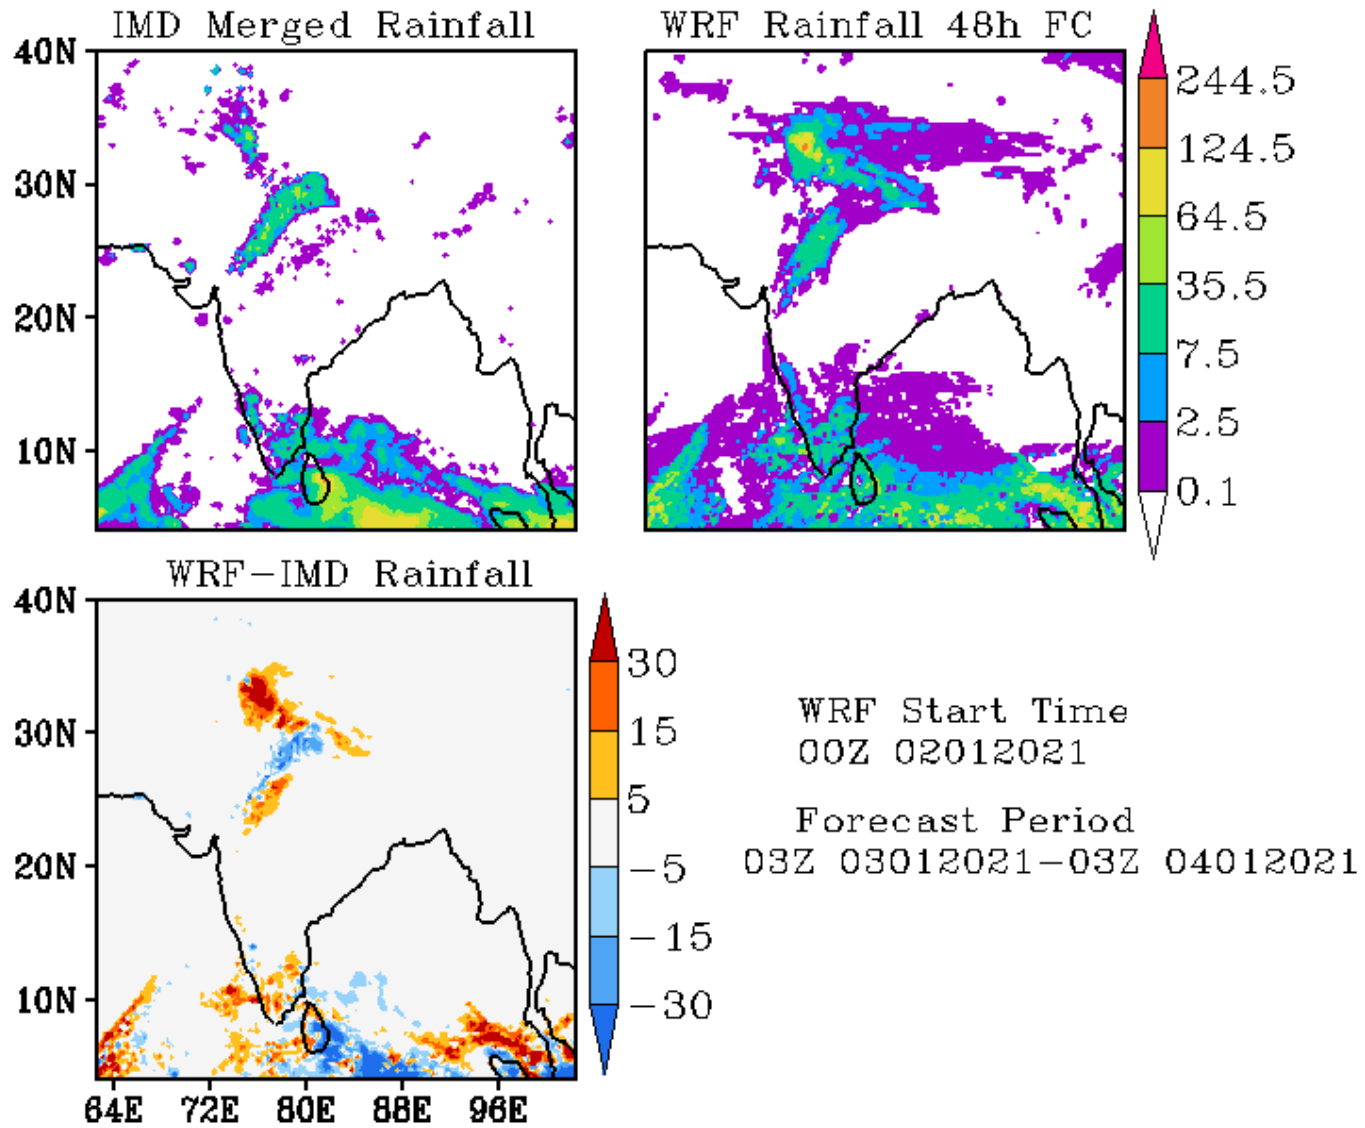 IMD Merged Rainfall
WRF Rainfall 48h FC
40N
30N
20N
10N
244.5
124.5
64.5
35.5
7.5
2.5
0.1
WRF-IMD Rainfall
40N
30N
20N
10N
64E 72E 80E 88E 96E
30
15
5
-5
-15
-30
WRF Start Time
00Z 02012021
Forecast Period
03Z 03012021-03Z 04012021